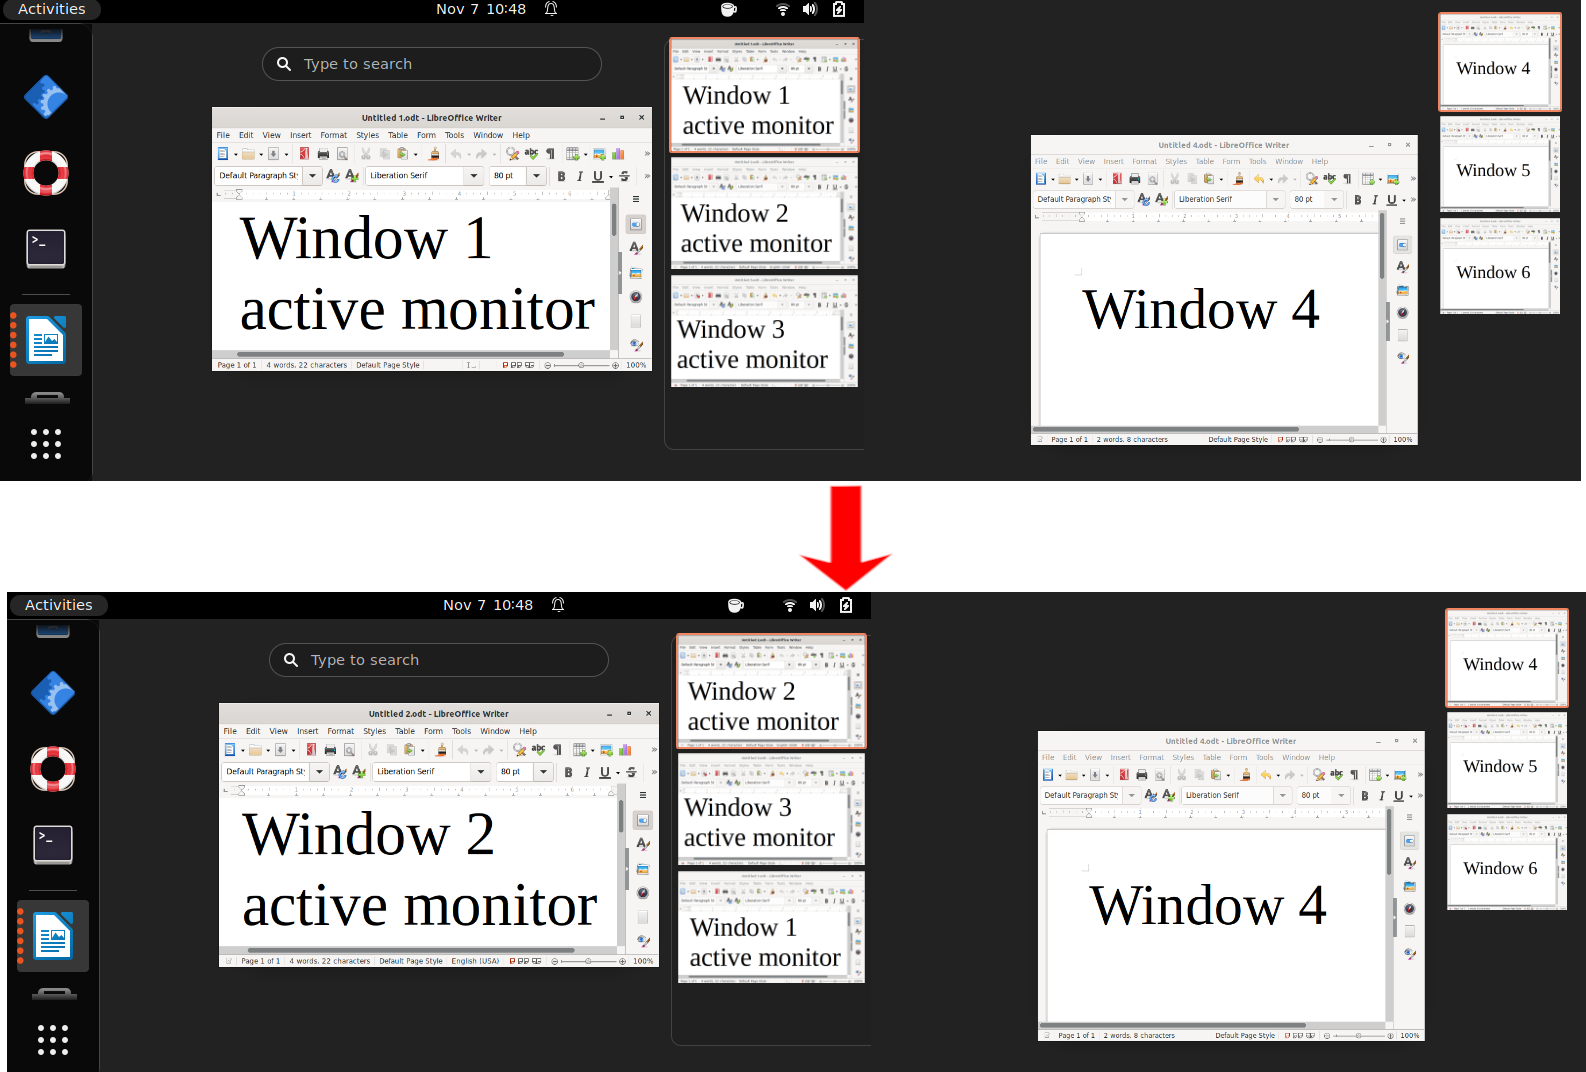 Activities
Nov 7 10:48
Type to search
Untitled 1.odt - LibreOffice Writer
File Edit View Insert Format Styles Table Form Tools Window Help
Default Paragraph St
Liberation Serif
80 pt
Window 1
active monitor
Page 1 of 1
4 words, 22 characters
Default Page Style
100%
Window 1
active monitor
Window 2
active monitor
Window 3
active monitor
Untitled 4.odt - LibreOffice Writer
File Edit View Insert Format Styles Table Form Tools Window Help
Default Paragraph St
Liberation Serif
80 pt
Window 4
Page 1 of 1
2 words, 8 characters
Default Page Style
100%
Window 4
Window 5
Window 6
Activities
Nov 7 10:48
Type to search
Untitled 2.odt - LibreOffice Writer
File Edit View Insert Format Styles Table Form Tools Window Help
Default Paragraph St
Liberation Serif
80 pt
Window 2
active monitor
Page 1 of 1
4 words, 22 characters
Default Page Style
English (USA)
100%
Window 2
active monitor
Window 3
active monitor
Window 1
active monitor
Untitled 4.odt - LibreOffice Writer
File Edit View Insert Format Styles Table Form Tools Window Help
Default Paragraph St
Liberation Serif
80 pt
Window 4
Page 1 of 1
2 words, 8 characters
Default Page Style
100%
Window 4
Window 5
Window 6